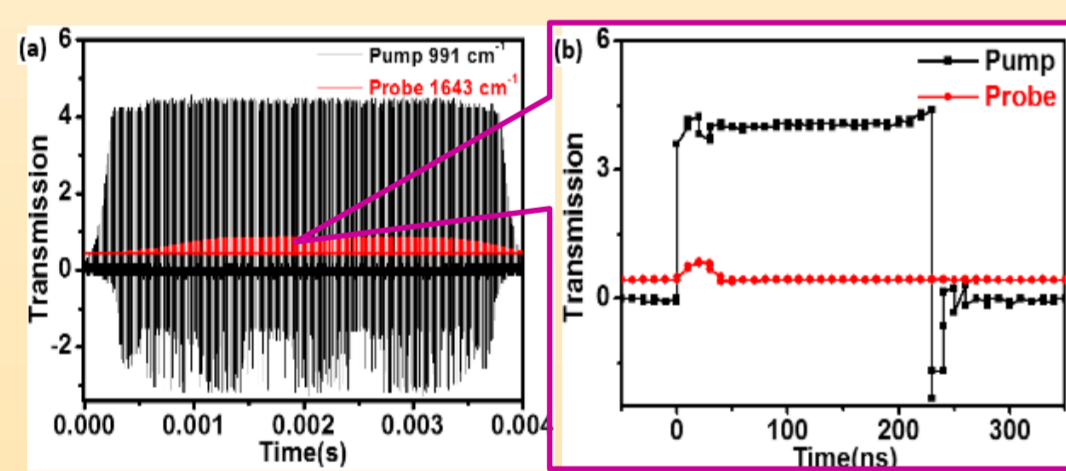 (a)
6
4
2
0
-2
Transmission
Pump 991 cm⁻¹
Probe 1643 cm⁻¹
0.000 0.001 0.002 0.003 0.004
Time(s)
(b)
6
3
0
Transmission
Pump
Probe
0 100 200 300
Time(ns)